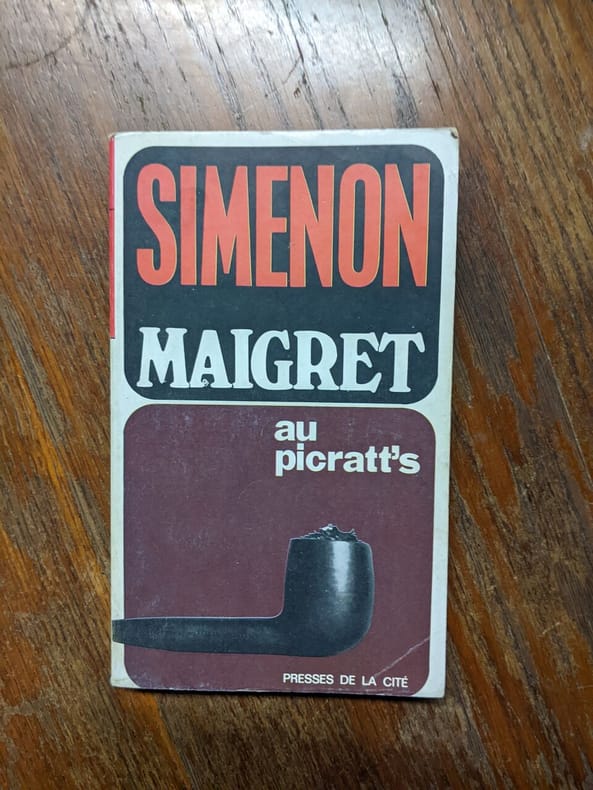 SIMENON
MAIGRET
au
picratt's
PRESSES DE LA CITÉ